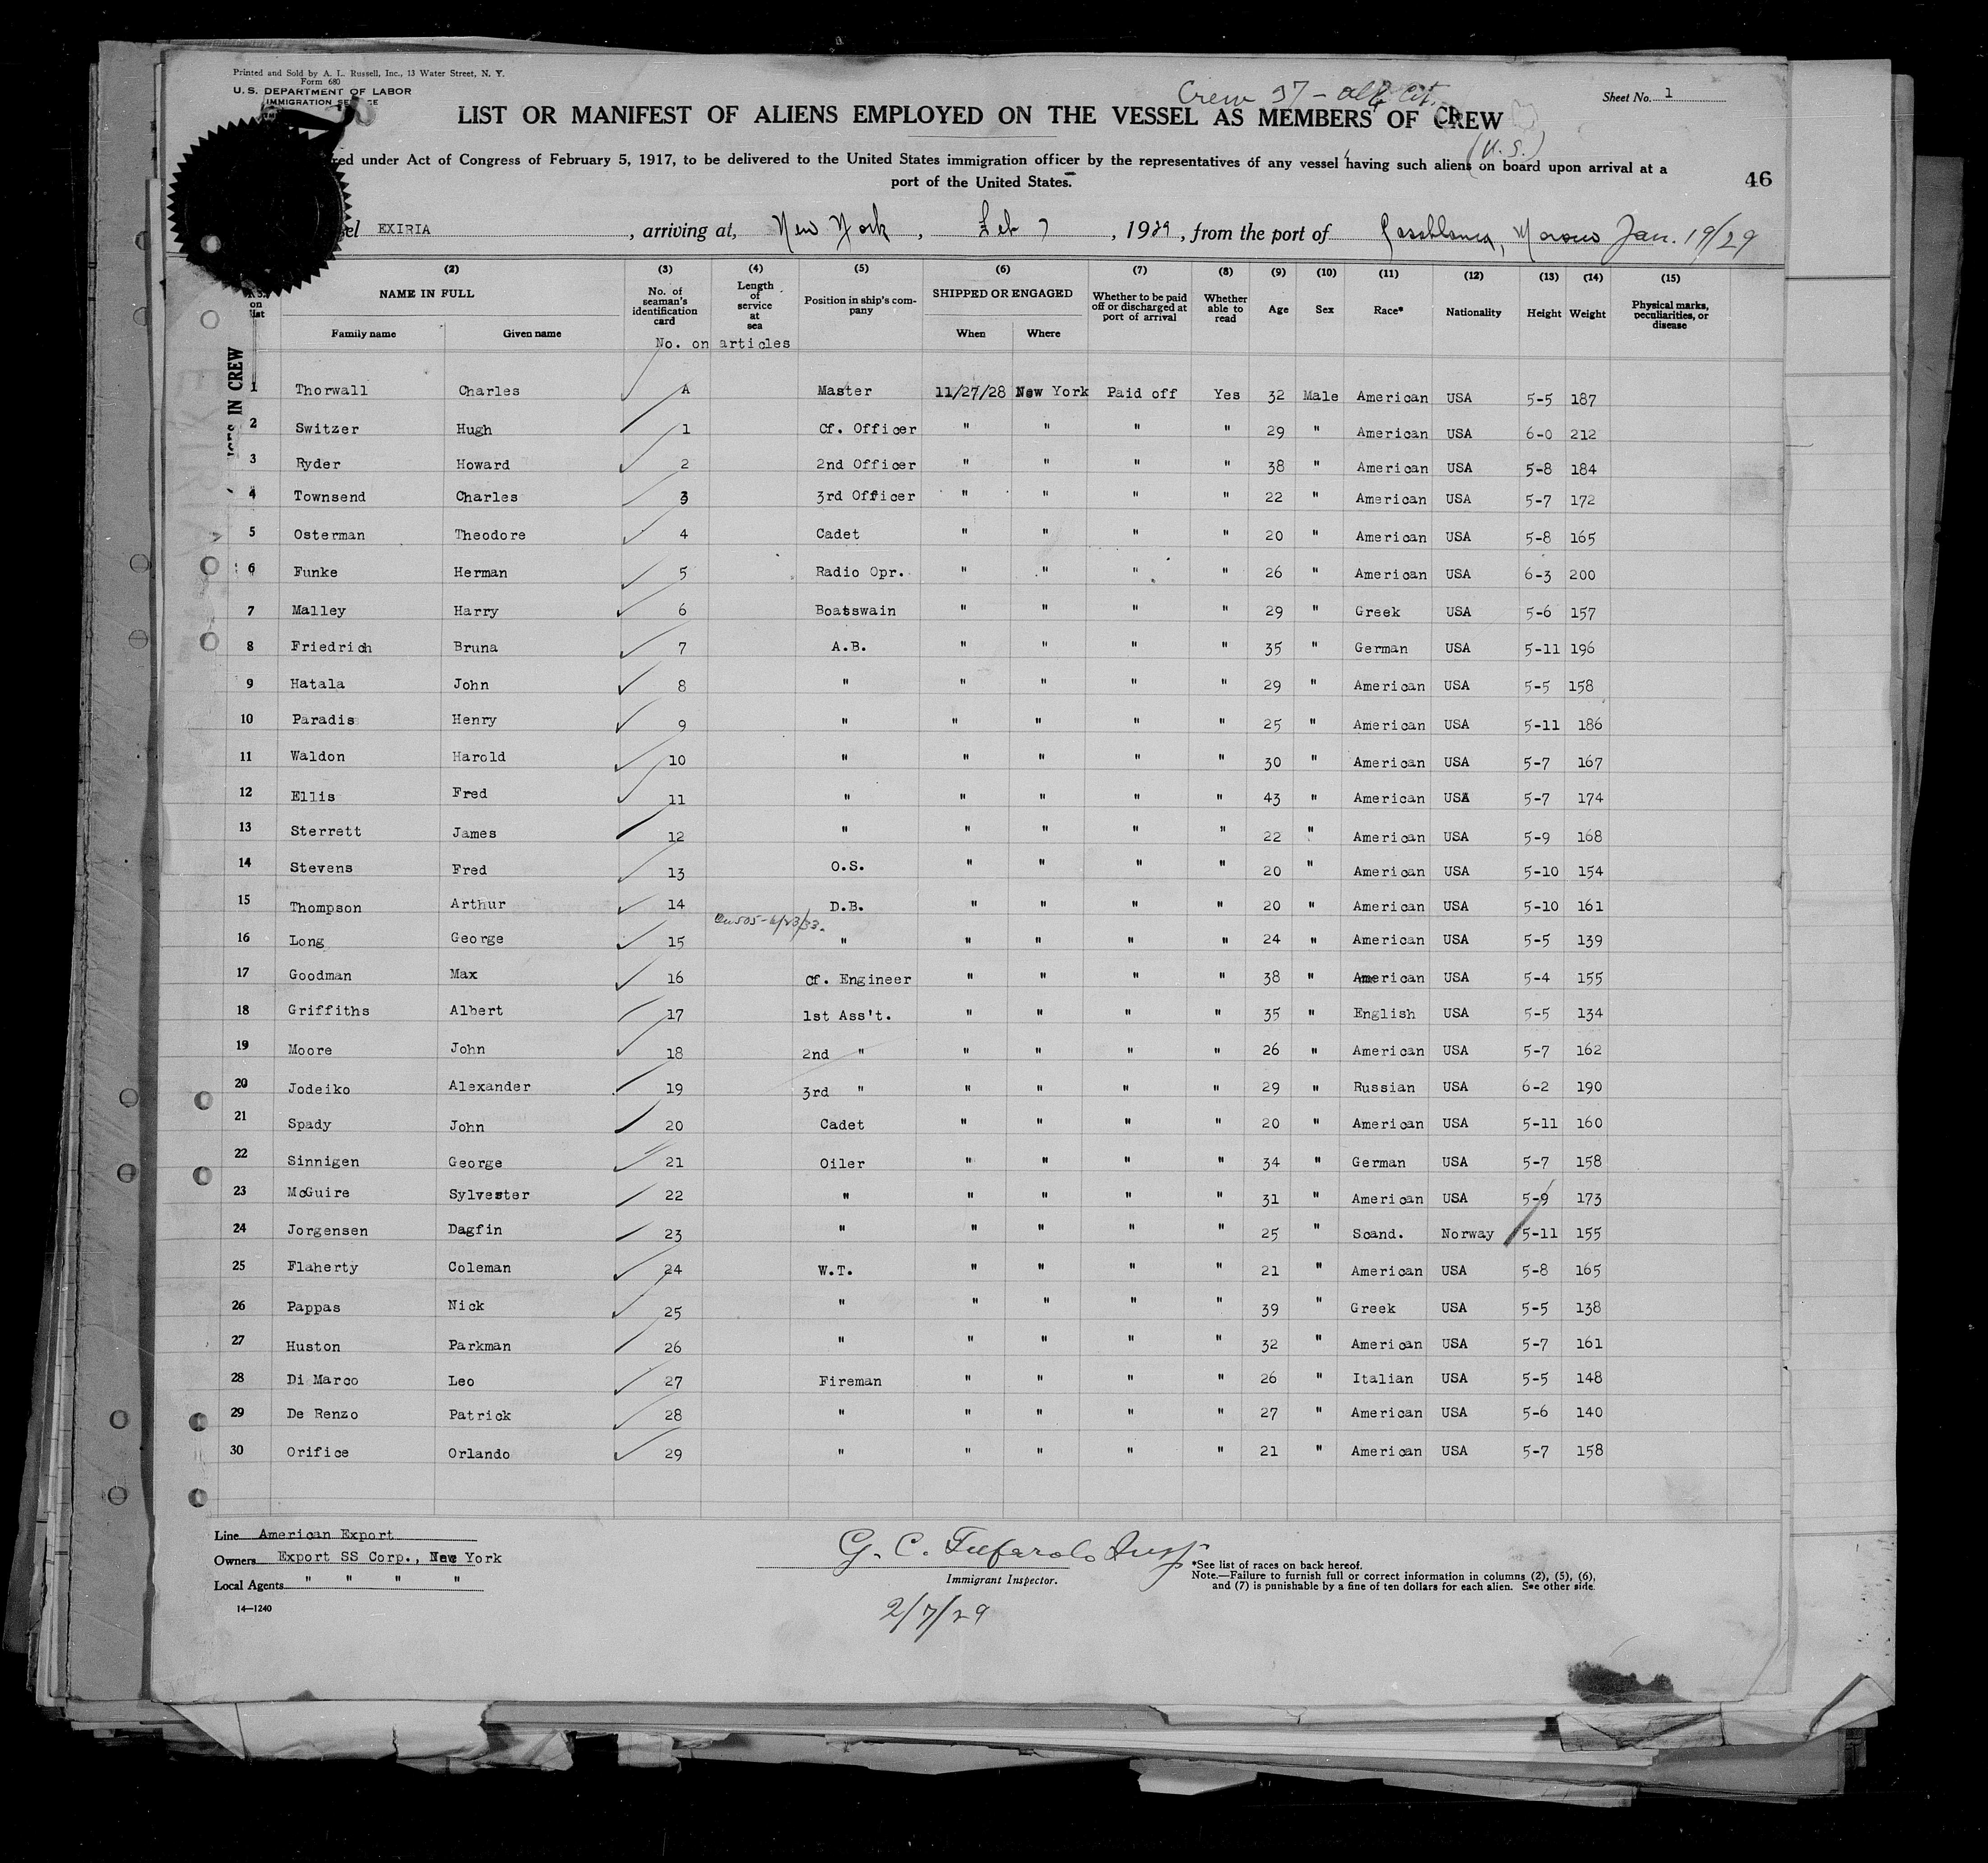 Printed and Sold by A. L. Russell, Inc., 13 Water Street, N. Y.
Form 680
U. S. DEPARTMENT OF LABOR
IMMIGRATION SE CE
Crew 37 - all Cit.
(U. S.)
Sheet No. 1
LIST OR MANIFEST OF ALIENS EMPLOYED ON THE VESSEL AS MEMBERS OF CREW
red under Act of Congress of February 5, 1917, to be delivered to the United States immigration officer by the representatives of any vessel having such aliens on board upon arrival at a
port of the United States.
46
el EXIRIA, arriving at, New York, Feb 7, 1929, from the port of Casablanca, Morocco Jan. 19/29
(2) (3) (4) (5) (6) (7) (8) (9) (10) (11) (12) (13) (14) (15)
on list NAME IN FULL No. of seaman's identification card Length of service at sea Position in ship's company SHIPPED OR ENGAGED Whether to be paid off or discharged at port of arrival Whether able to read Age Sex Race* Nationality Height Weight Physical marks, peculiarities, or disease
Family name Given name When Where
No. on articles
IN CREW
1 Thorwall Charles A Master 11/27/28 New York Paid off Yes 32 Male American USA 5-5 187
2 Switzer Hugh 1 Cf. Officer " " " " 29 " American USA 6-0 212
3 Ryder Howard 2 2nd Officer " " " " 38 " American USA 5-8 184
4 Townsend Charles 3 3rd Officer " " " " 22 " American USA 5-7 172
5 Osterman Theodore 4 Cadet " " " " 20 " American USA 5-8 165
6 Funke Herman 5 Radio Opr. " " " " 26 " American USA 6-3 200
7 Malley Harry 6 Boatswain " " " " 29 " Greek USA 5-6 157
8 Friedrich Bruna 7 A.B. " " " " 35 " German USA 5-11 196
9 Hatala John 8 " " " " " 29 " American USA 5-5 158
10 Paradis Henry 9 " " " " " 25 " American USA 5-11 186
11 Waldon Harold 10 " " " " " 30 " American USA 5-7 167
12 Ellis Fred 11 " " " " " 43 " American USA 5-7 174
13 Sterrett James 12 " " " " " 22 " American USA 5-9 168
14 Stevens Fred 13 O.S. " " " " 20 " American USA 5-10 154
15 Thompson Arthur 14 D.B. " " " " 20 " American USA 5-10 161
16 Long George 15 " " " " " 24 " American USA 5-5 139
17 Goodman Max 16 Cf. Engineer " " " " 38 " American USA 5-4 155
18 Griffiths Albert 17 1st Ass't. " " " " 35 " English USA 5-5 134
19 Moore John 18 2nd " " " " " 26 " American USA 5-7 162
20 Jodeiko Alexander 19 3rd " " " " " 29 " Russian USA 6-2 190
21 Spady John 20 Cadet " " " " 20 " American USA 5-11 160
22 Sinnigen George 21 Oiler " " " " 34 " German USA 5-7 158
23 McGuire Sylvester 22 " " " " " 31 " American USA 5-9 173
24 Jorgensen Dagfin 23 " " " " " 25 " Scand. Norway 5-11 155
25 Flaherty Coleman 24 W.T. " " " " 21 " American USA 5-8 165
26 Pappas Nick 25 " " " " " 39 " Greek USA 5-5 138
27 Huston Parkman 26 " " " " " 32 " American USA 5-7 161
28 Di Marco Leo 27 Fireman " " " " 26 " Italian USA 5-5 148
29 De Renzo Patrick 28 " " " " " 27 " American USA 5-6 140
30 Orifice Orlando 29 " " " " " 21 " American USA 5-7 158
Line American Export
Owners Export SS Corp., New York
Local Agents " " " "
14—1240
G. C. Tufarolo Insp
Immigrant Inspector.
2/7/29
*See list of races on back hereof.
Note.—Failure to furnish full or correct information in columns (2), (5), (6),
and (7) is punishable by a fine of ten dollars for each alien. See other side.